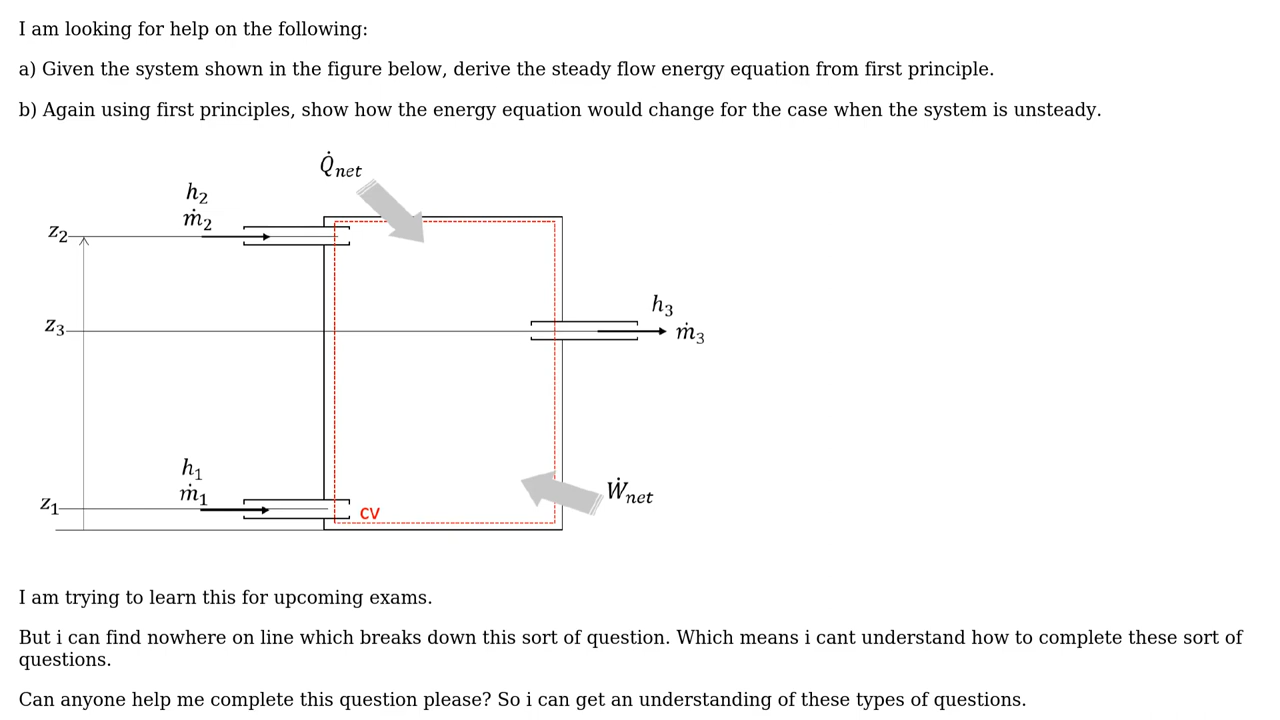 I am looking for help on the following:
a) Given the system shown in the figure below, derive the steady flow energy equation from first principle.
b) Again using first principles, show how the energy equation would change for the case when the system is unsteady.
Q̇net
h2
ṁ2
z2
h3
z3
ṁ3
h1
ṁ1
Ẇnet
z1
cv
I am trying to learn this for upcoming exams.
But i can find nowhere on line which breaks down this sort of question. Which means i cant understand how to complete these sort of
questions.
Can anyone help me complete this question please? So i can get an understanding of these types of questions.